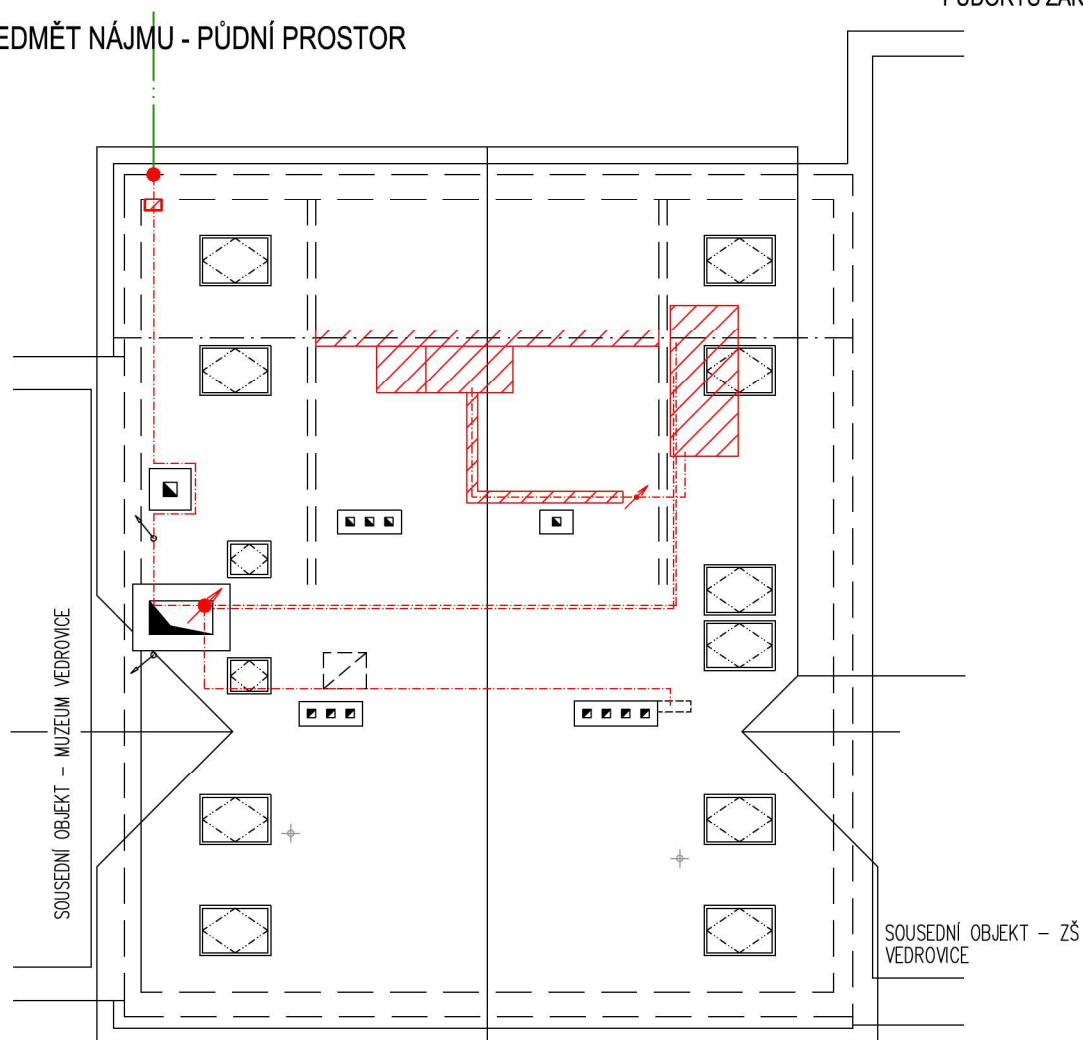 EDMĚT NÁJMU - PŮDNÍ PROSTOR
SOUSEDNÍ OBJEKT – MUZEUM VEDROVICE
SOUSEDNÍ OBJEKT – ZŠ
VEDROVICE